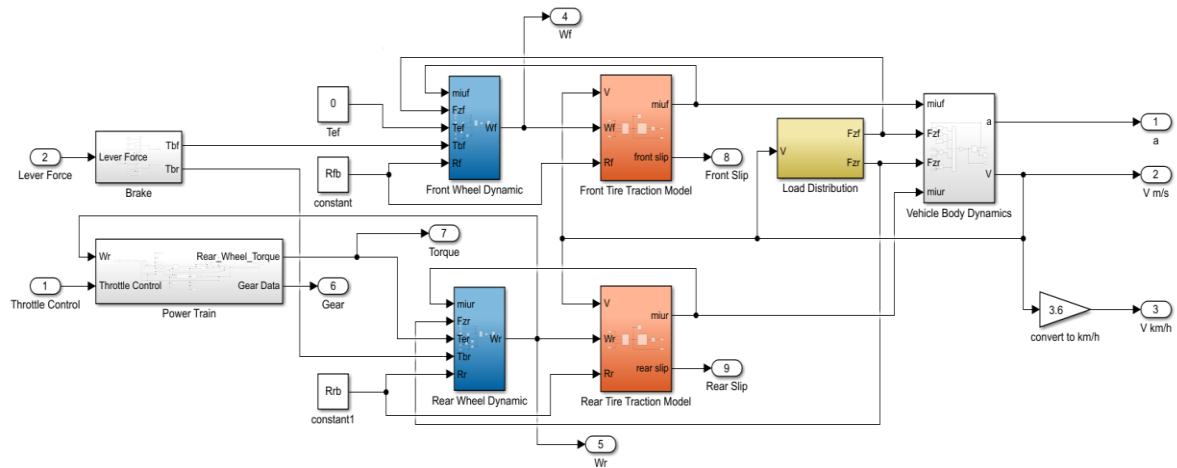 4
Wf
0
Tef
miuf
Fzf
Tef
Tbf
Rf
Wf
Front Wheel Dynamic
V
Wf
Rf
miuf
front slip
Front Tire Traction Model
8
Front Slip
V
Fzf
Fzr
Load Distribution
miuf
Fzf
Fzr
miur
a
V
Vehicle Body Dynamics
1
a
2
V m/s
2
Lever Force
Lever Force
Tbf
Tbr
Brake
Rfb
constant
7
Torque
Wr
Throttle Control
Rear_Wheel_Torque
Gear Data
Power Train
1
Throttle Control
6
Gear
miur
Fzr
Ter
Tbr
Rr
Wr
Rear Wheel Dynamic
V
Wr
Rr
miur
rear slip
Rear Tire Traction Model
9
Rear Slip
3.6
convert to km/h
3
V km/h
Rrb
constant1
5
Wr